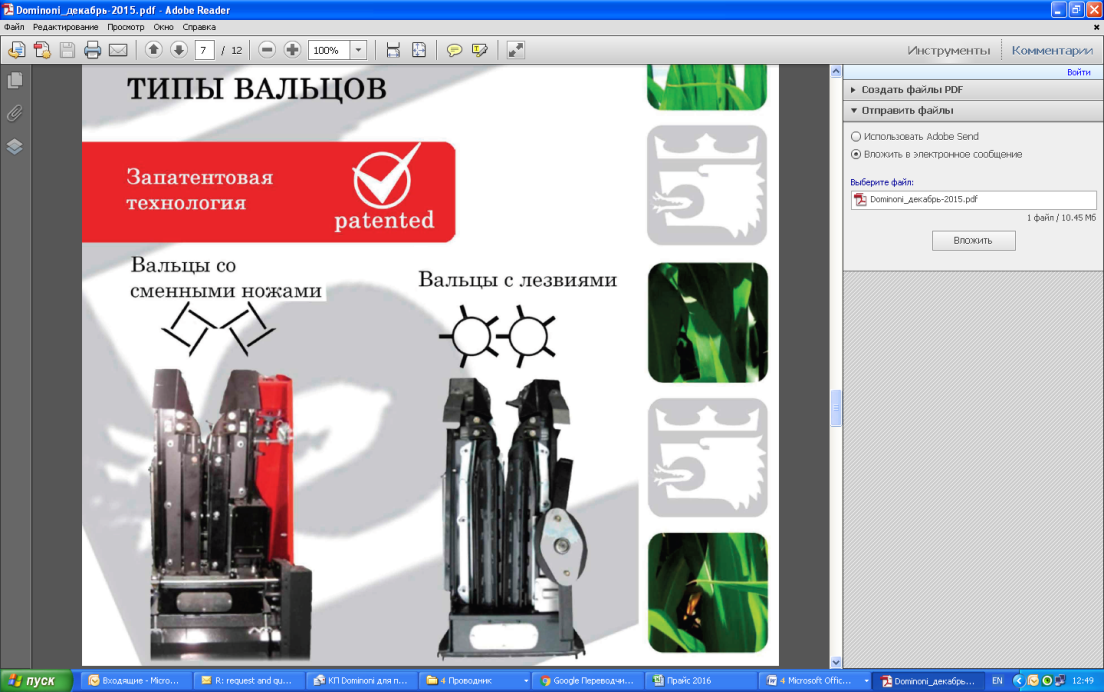 Dominoni_декабрь-2015.pdf - Adobe Reader
Файл Редактирование Просмотр Окно Справка
7 / 12 100% Инструменты Комментарии
Войти
Создать файлы PDF
Отправить файлы
Использовать Adobe Send
Вложить в электронное сообщение
Выберите файл:
Dominoni_декабрь-2015.pdf
1 файл / 10.45 Мб
Вложить
ТИПЫ ВАЛЬЦОВ
Запатентовая
технология
patented
Вальцы со
сменными ножами
Вальцы с лезвиями
пуск Входящие - Micro... R: request and qu... КП Dominoni для п... 4 Проводник Google Переводчи... Прайс 2016 4 Microsoft Offic... Dominoni_декабрь... EN 12:49